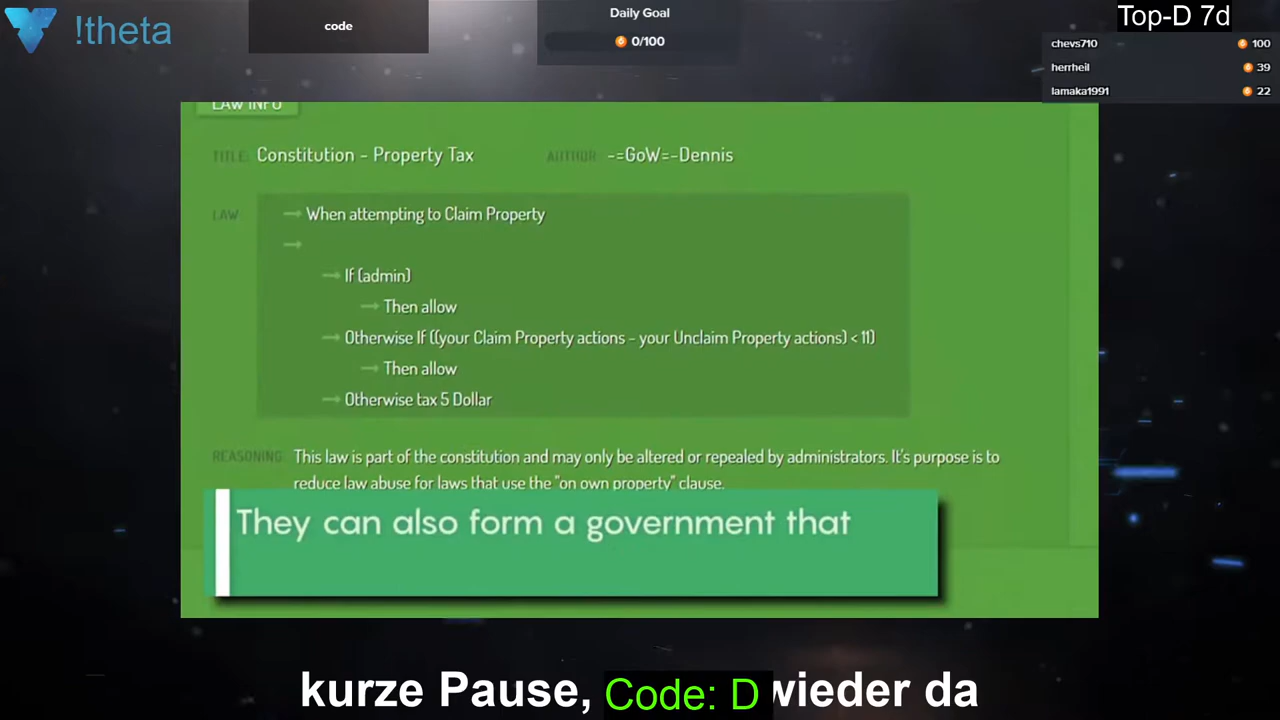 !theta
code
Daily Goal
0/100
Top-D 7d
chevs710 100
herrheil 39
lamaka1991 22
LAW INFO
TITLE: Constitution - Property Tax AUTHOR: -=GoW=-Dennis
LAW When attempting to Claim Property
If (admin)
Then allow
Otherwise If ((your Claim Property actions - your Unclaim Property actions) < 11)
Then allow
Otherwise tax 5 Dollar
REASONING: This law is part of the constitution and may only be altered or repealed by administrators. It's purpose is to
reduce law abuse for laws that use the "on own property" clause.
They can also form a government that
kurze Pause, Code: D wieder da